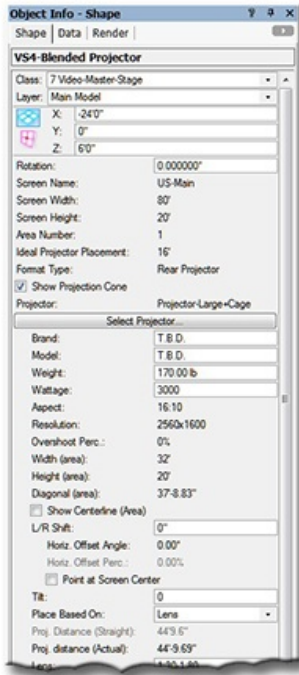 Object Info - Shape
Shape Data Render
VS4-Blended Projector
Class: 7 Video-Master-Stage
Layer: Main Model
X: -24'0"
Y: 0"
Z: 6'0"
Rotation: 0.000000°
Screen Name: US-Main
Screen Width: 80'
Screen Height: 20'
Area Number: 1
Ideal Projector Placement: 16'
Format Type: Rear Projector
Show Projection Cone
Projector: Projector-Large+Cage
Select Projector...
Brand: T.B.D.
Model: T.B.D.
Weight: 170.00 lb
Wattage: 3000
Aspect: 16:10
Resolution: 2560x1600
Overshoot Perc.: 0%
Width (area): 32'
Height (area): 20'
Diagonal (area): 37'-8.83"
Show Centerline (Area)
L/R Shift: 0"
Horiz. Offset Angle: 0.00°
Horiz. Offset Perc.: 0.00%
Point at Screen Center
Tilt: 0
Place Based On: Lens
Proj. Distance (Straight): 44'9.6"
Proj. distance (Actual): 44'-9.69"
Lens: 1.30-1.80